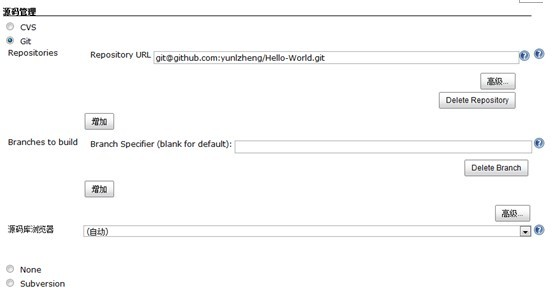 源码管理
CVS
Git
Repositories Repository URL git@github.com:yunlzheng/Hello-World.git
高级...
Delete Repository
增加
Branches to build Branch Specifier (blank for default):
Delete Branch
增加
高级...
源码库浏览器 (自动)
None
Subversion